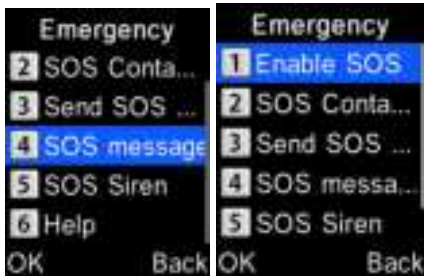 Emergency
2 SOS Conta...
3 Send SOS ...
4 SOS message
5 SOS Siren
6 Help
OK Back
Emergency
1 Enable SOS
2 SOS Conta...
3 Send SOS ...
4 SOS messa...
5 SOS Siren
OK Back